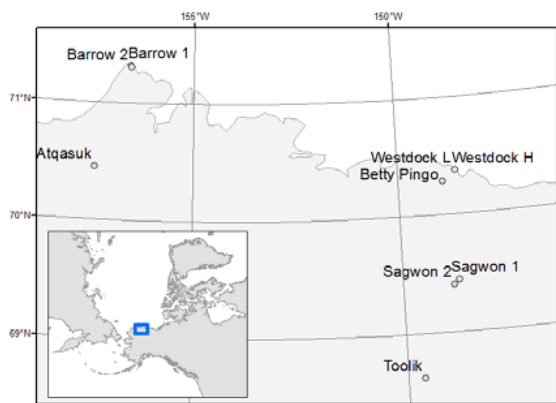 155°W 150°W
Barrow 2 Barrow 1
71°N
Atqasuk
Westdock L Westdock H
Betty Pingo
70°N
Sagwon 2 Sagwon 1
69°N
Toolik